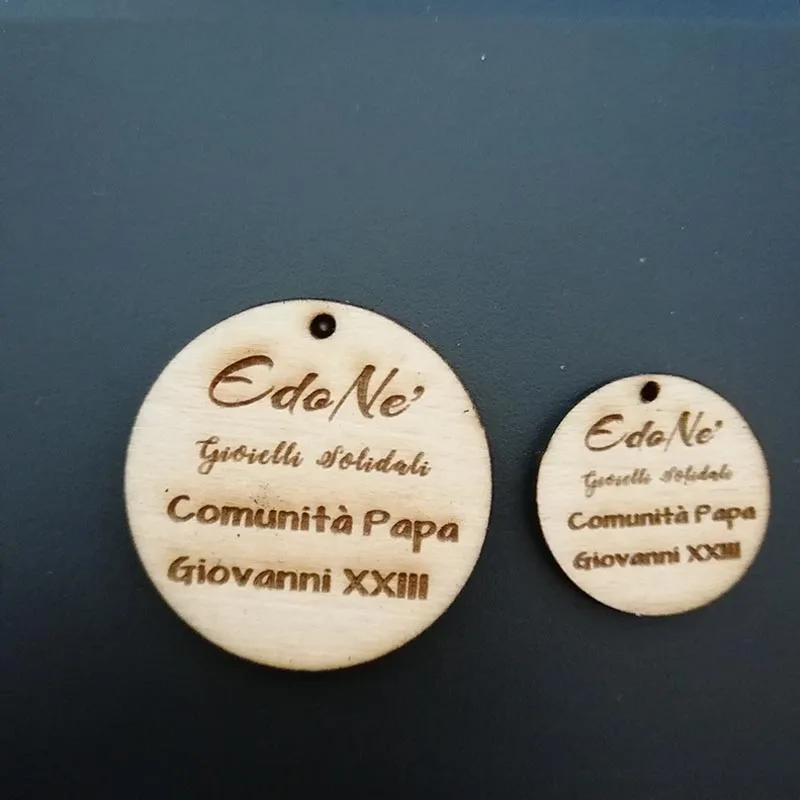 EdoNe'
Gioielli Solidali
Comunità Papa
Giovanni XXIII
EdoNe'
Gioielli Solidali
Comunità Papa
Giovanni XXIII